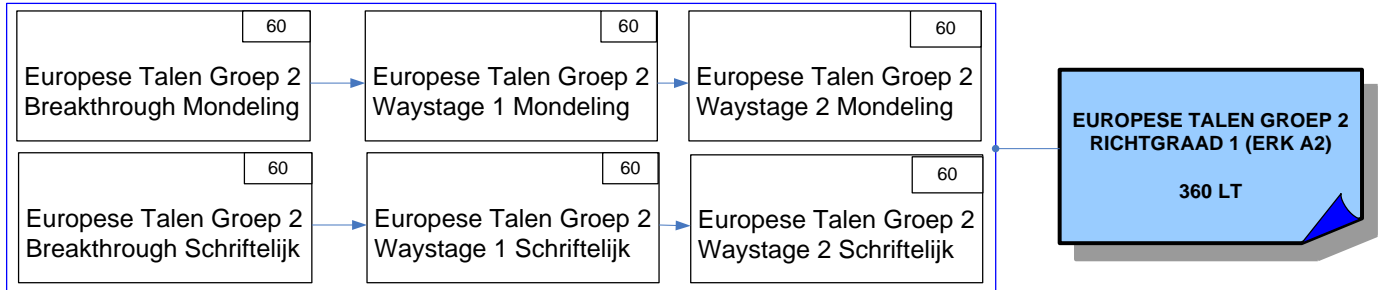 60
Europese Talen Groep 2
Breakthrough Mondeling
60
Europese Talen Groep 2
Waystage 1 Mondeling
60
Europese Talen Groep 2
Waystage 2 Mondeling
60
Europese Talen Groep 2
Breakthrough Schriftelijk
60
Europese Talen Groep 2
Waystage 1 Schriftelijk
60
Europese Talen Groep 2
Waystage 2 Schriftelijk
EUROPESE TALEN GROEP 2
RICHTGRAAD 1 (ERK A2)
360 LT